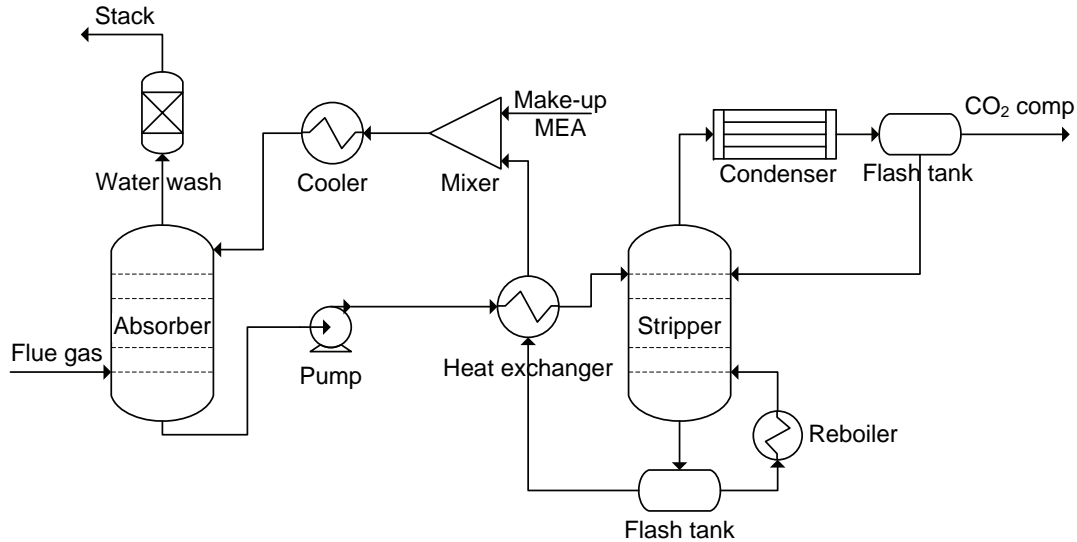 Stack
Make-up
MEA
CO₂ comp
Water wash
Cooler
Mixer
Condenser
Flash tank
Absorber
Stripper
Flue gas
Pump
Heat exchanger
Reboiler
Flash tank